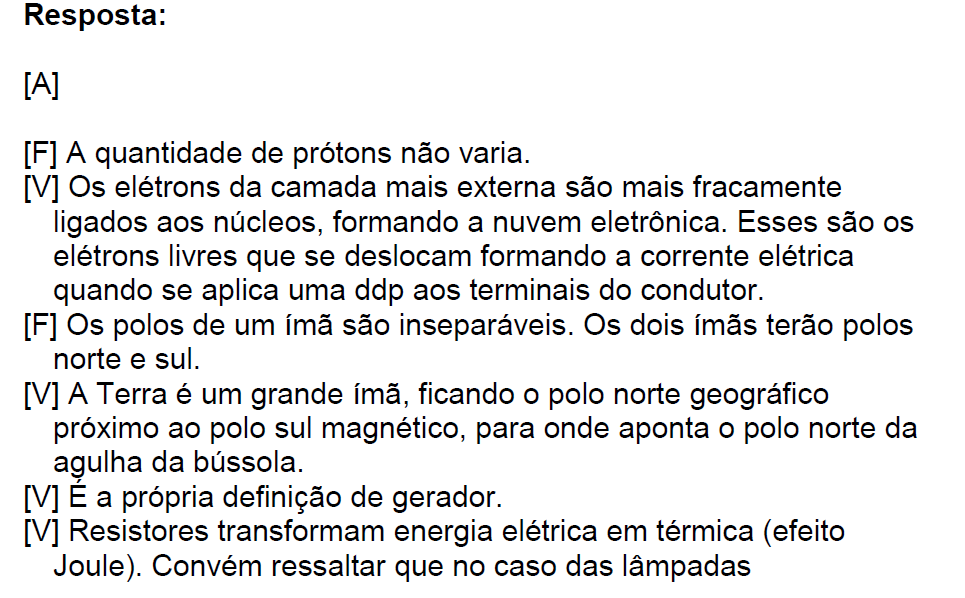 Resposta:
[A]
[F] A quantidade de prótons não varia.
[V] Os elétrons da camada mais externa são mais fracamente
ligados aos núcleos, formando a nuvem eletrônica. Esses são os
elétrons livres que se deslocam formando a corrente elétrica
quando se aplica uma ddp aos terminais do condutor.
[F] Os polos de um ímã são inseparáveis. Os dois ímãs terão polos
norte e sul.
[V] A Terra é um grande ímã, ficando o polo norte geográfico
próximo ao polo sul magnético, para onde aponta o polo norte da
agulha da bússola.
[V] É a própria definição de gerador.
[V] Resistores transformam energia elétrica em térmica (efeito
Joule). Convém ressaltar que no caso das lâmpadas